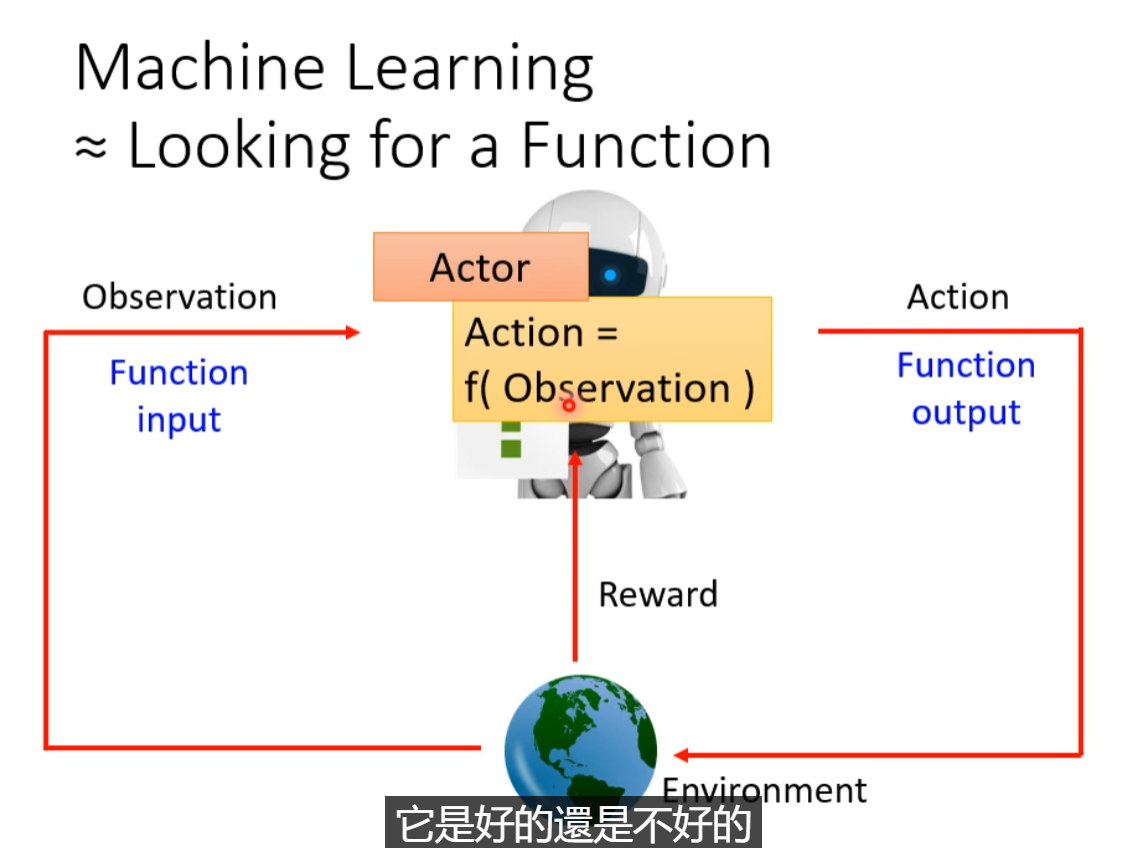 Machine Learning
≈ Looking for a Function
Actor
Observation
Action
Action =
f( Observation )
Function
input
Function
output
Reward
Environment
它是好的還是不好的